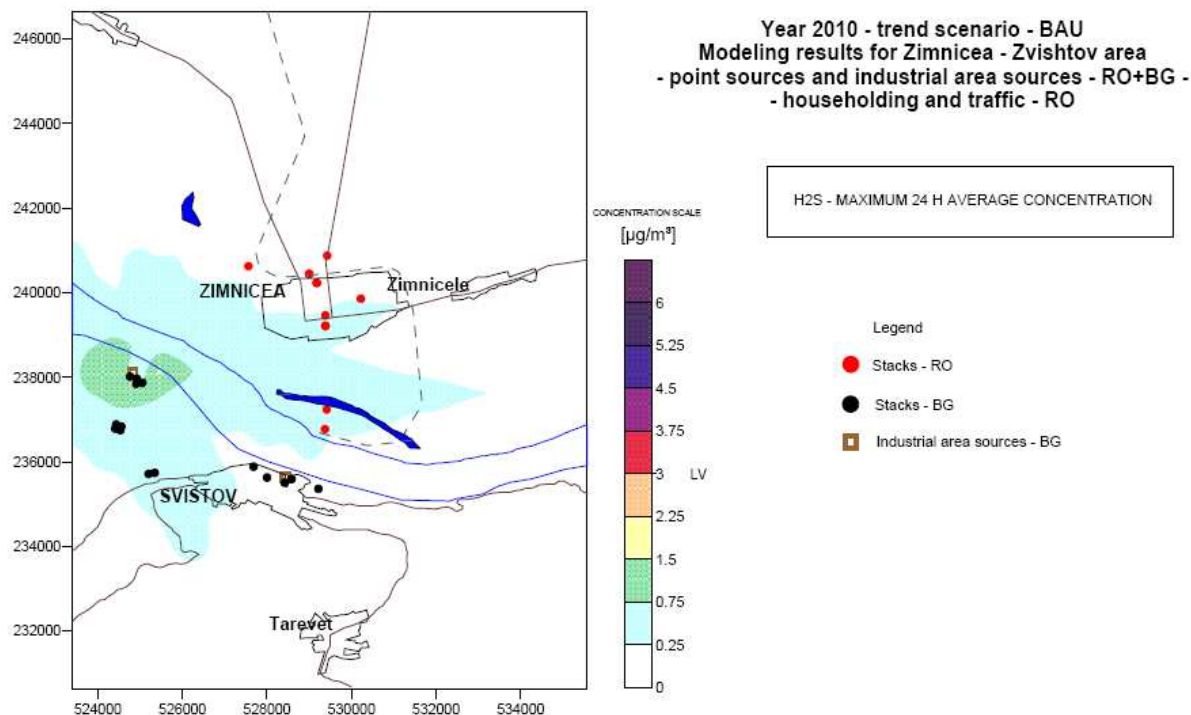 Year 2010 - trend scenario - BAU
Modeling results for Zimnicea - Zvishtov area
- point sources and industrial area sources - RO+BG -
- householding and traffic - RO
H2S - MAXIMUM 24 H AVERAGE CONCENTRATION
246000
244000
242000
240000
238000
236000
234000
232000
524000 526000 528000 530000 532000 534000
ZIMNICEA
Zimnicele
SVISTOV
Tarevet
CONCENTRATION SCALE
[µg/m³]
6
5.25
4.5
3.75
3 LV
2.25
1.5
0.75
0.25
0
Legend
Stacks - RO
Stacks - BG
Industrial area sources - BG